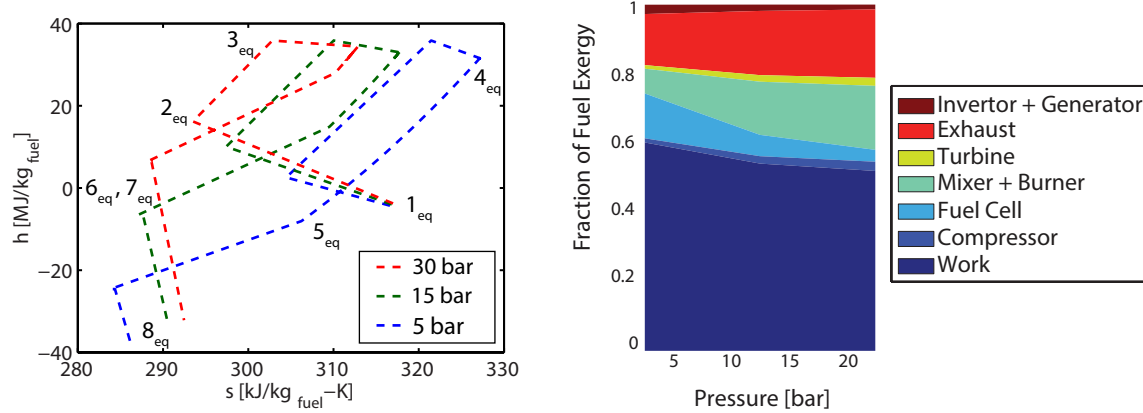 40
20
0
−20
−40
280
290
300
310
320
330
h [MJ/kg fuel]
s [kJ/kg fuel−K]
3eq
2eq
4eq
6eq, 7eq
1eq
5eq
8eq
30 bar
15 bar
5 bar
1
0.8
0.6
0.4
0.2
0
5
10
15
20
Fraction of Fuel Exergy
Pressure [bar]
Invertor + Generator
Exhaust
Turbine
Mixer + Burner
Fuel Cell
Compressor
Work